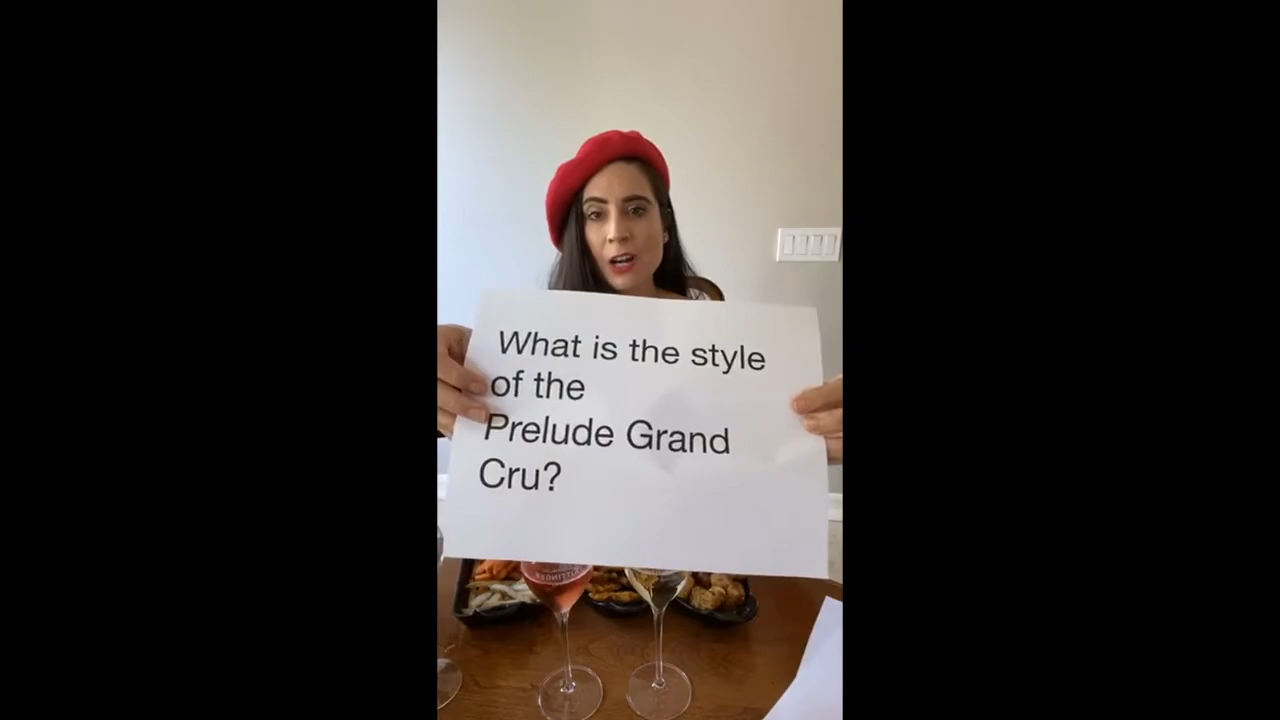 What is the style
of the
Prelude Grand
Cru?